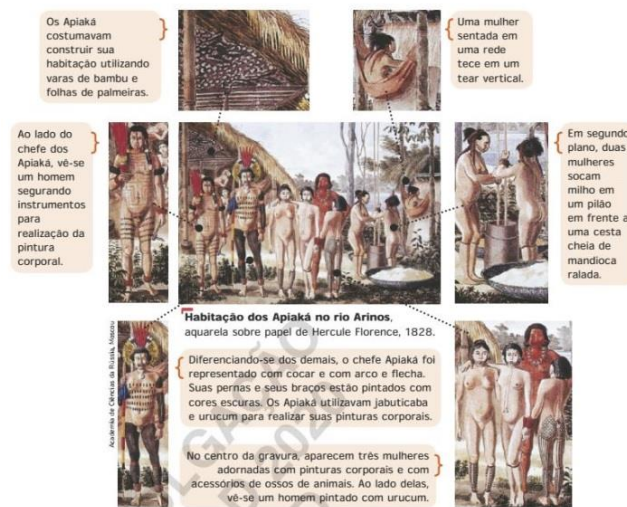 Os Apiaká
costumavam
construir sua
habitação utilizando
varas de bambu e
folhas de palmeiras.
Uma mulher
sentada em
uma rede
tece em um
tear vertical.
Ao lado do
chefe dos
Apiaká, vê-se
um homem
segurando
instrumentos
para
realização da
pintura
corporal.
Em segundo
plano, duas
mulheres
socam
milho em
um pilão
em frente a
uma cesta
cheia de
mandioca
ralada.
Habitação dos Apiaká no rio Arinos,
aquarela sobre papel de Hercule Florence, 1828.
Academia de Ciências da Rússia, Moscou
Diferenciando-se dos demais, o chefe Apiaká foi
representado com cocar e com arco e flecha.
Suas pernas e seus braços estão pintados com
cores escuras. Os Apiaká utilizavam jabuticaba
e urucum para realizar suas pinturas corporais.
No centro da gravura, aparecem três mulheres
adornadas com pinturas corporais e com
acessórios de ossos de animais. Ao lado delas,
vê-se um homem pintado com urucum.